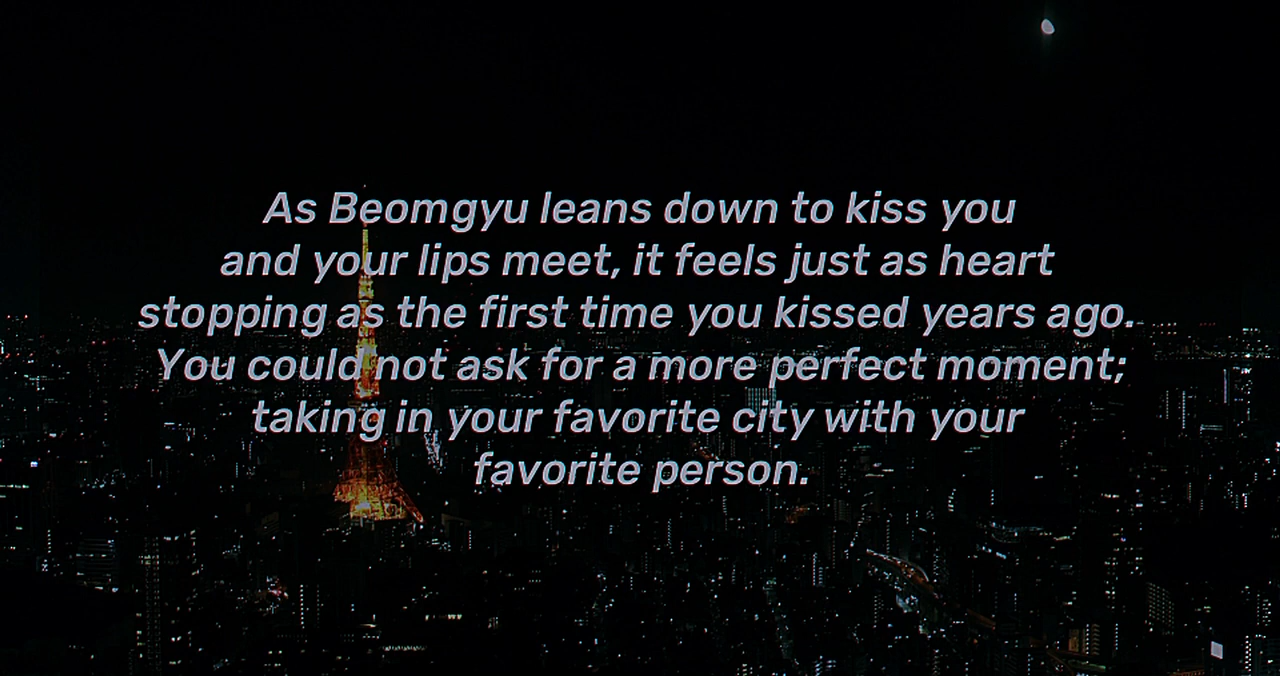 As Beomgyu leans down to kiss you
and your lips meet, it feels just as heart
stopping as the first time you kissed years ago.
You could not ask for a more perfect moment;
taking in your favorite city with your
favorite person.